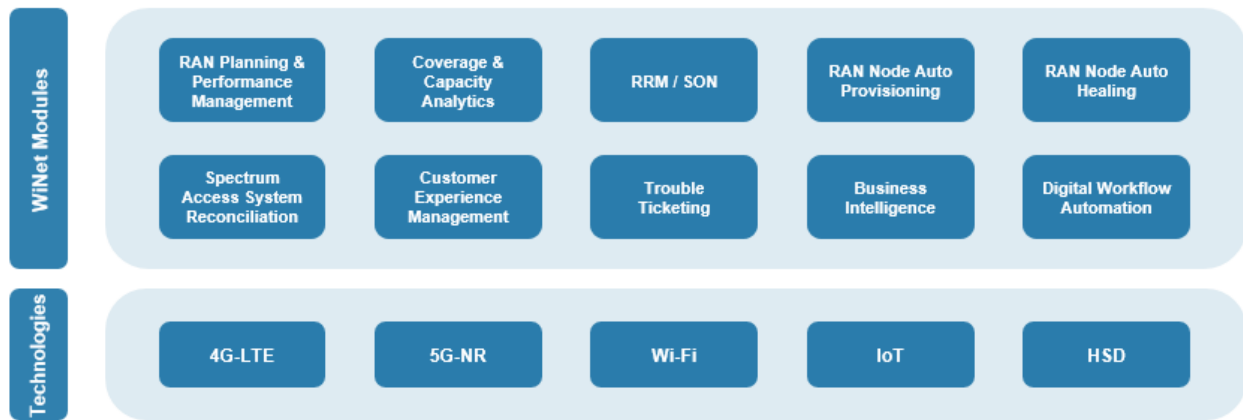 WiNet Modules
RAN Planning &
Performance
Management
Coverage &
Capacity
Analytics
RRM / SON
RAN Node Auto
Provisioning
RAN Node Auto
Healing
Spectrum
Access System
Reconciliation
Customer
Experience
Management
Trouble
Ticketing
Business
Intelligence
Digital Workflow
Automation
Technologies
4G-LTE
5G-NR
Wi-Fi
IoT
HSD